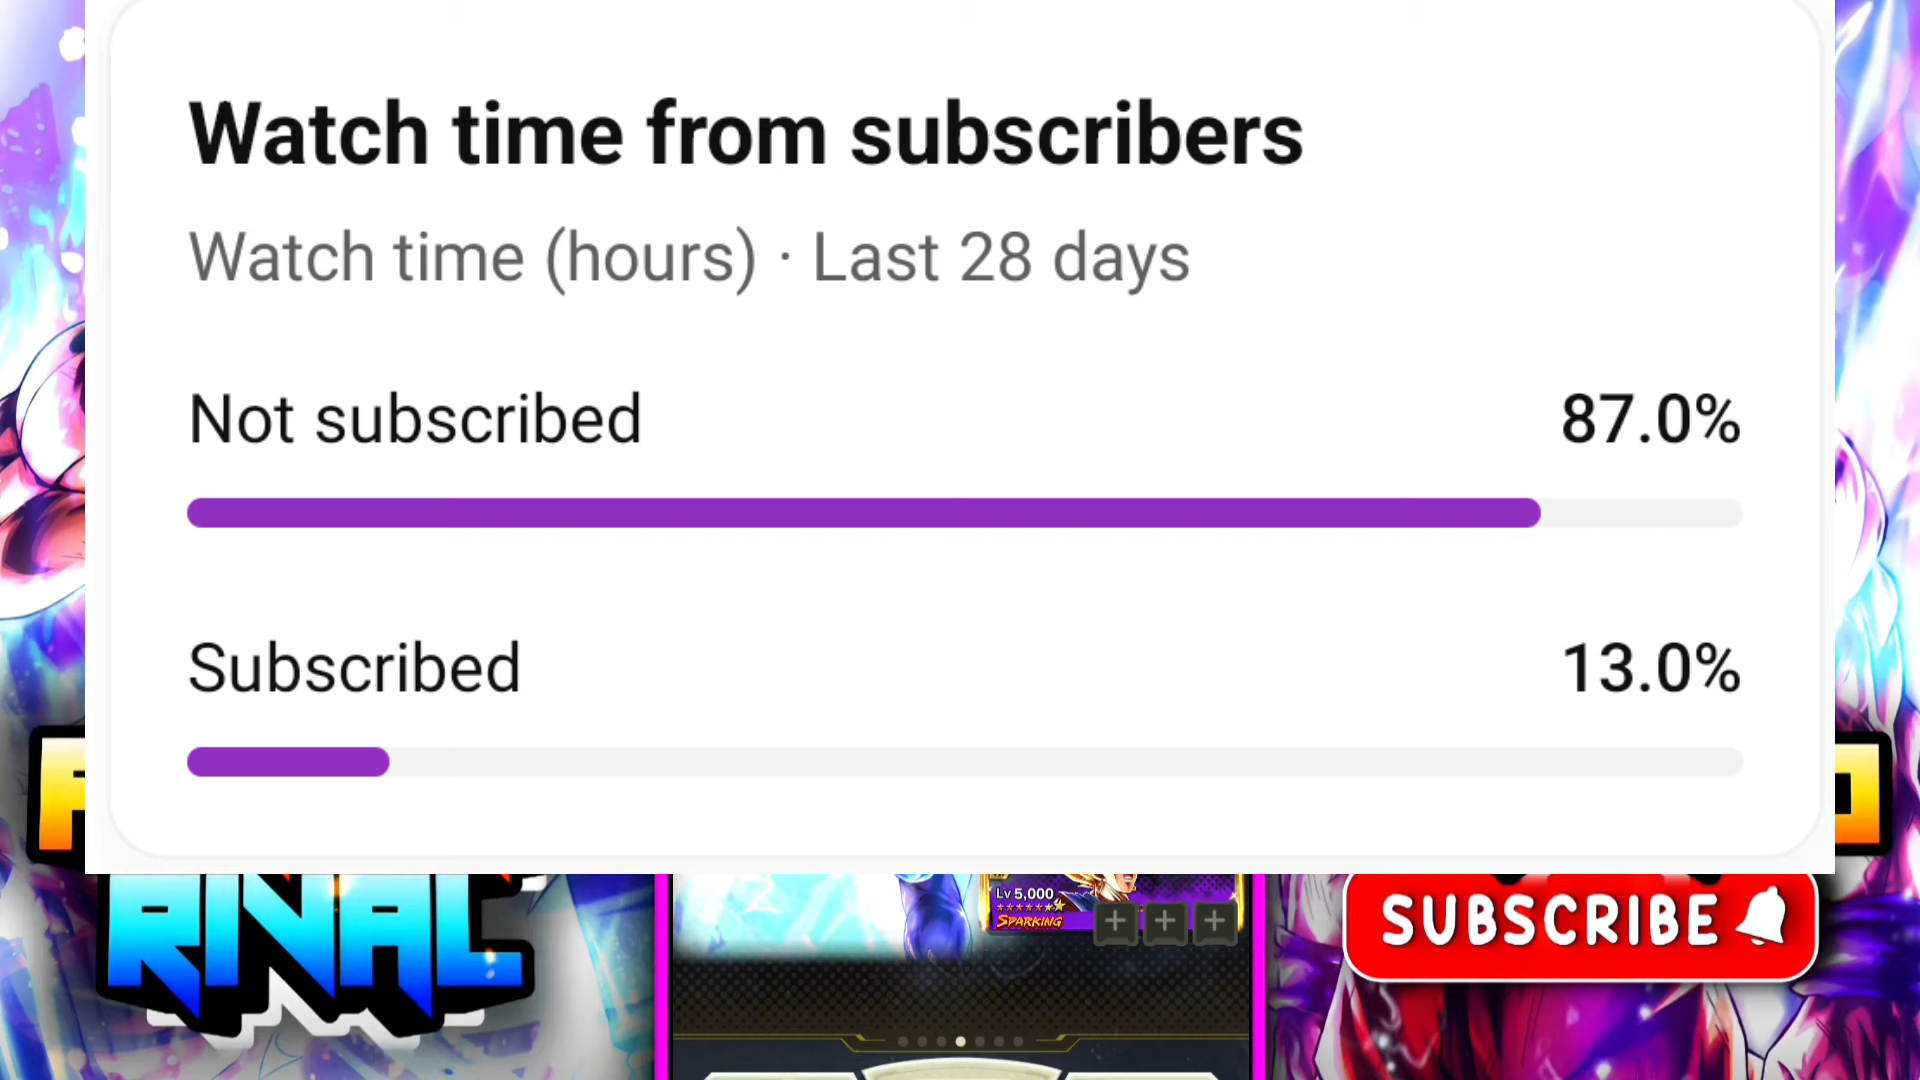 Watch time from subscribers
Watch time (hours) · Last 28 days
Not subscribed 87.0%
Subscribed 13.0%
Lv 5,000
SPARKING
SUBSCRIBE